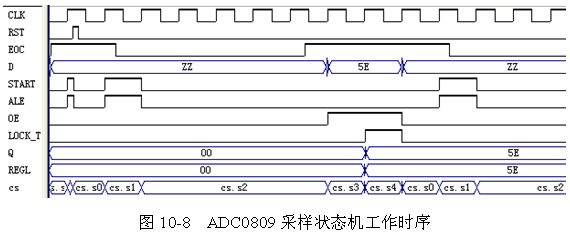 CLK
RST
EOC
D ZZ 5E ZZ
START
ALE
OE
LOCK_T
Q 00 5E
REGL 00 5E
cs s.s cs.s0 cs.s1 cs.s2 cs.s3 cs.s4 cs.s0 cs.s1 cs.s2
图 10-8 ADC0809 采样状态机工作时序